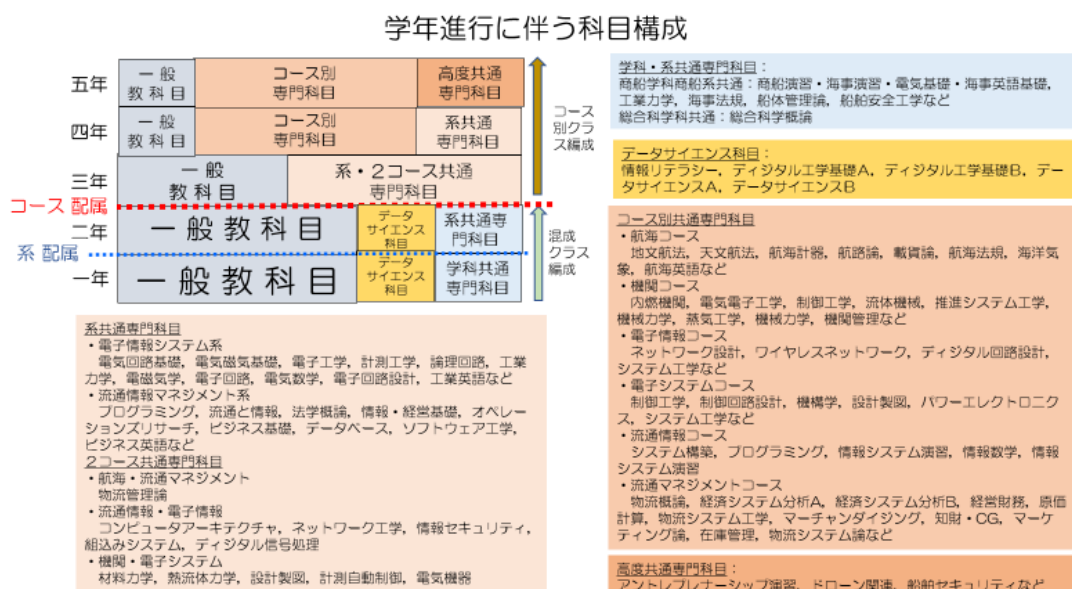 学年進行に伴う科目構成
五年
一般
教科目
コース別
専門科目
高度共通
専門科目
四年
一般
教科目
コース別
専門科目
系共通
専門科目
コース
別クラ
ス編成
三年
一般
教科目
系・２コース共通
専門科目
コース 配属
二年
一般教科目
データ
サイエンス
科目
系共通専
門科目
混成
クラス
編成
系 配属
一年
一般教科目
データ
サイエンス
科目
学科共通
専門科目
系共通専門科目
・電子情報システム系
電気回路基礎，電気磁気基礎，電子工学，計測工学，論理回路，工業
力学，電磁気学，電子回路，電気数学，電子回路設計，工業英語など
・流通情報マネジメント系
プログラミング，流通と情報，法学概論，情報・経営基礎，オペレー
ションズリサーチ，ビジネス基礎，データベース，ソフトウェア工学，
ビジネス英語など
２コース共通専門科目
・航海・流通マネジメント
物流管理論
・流通情報・電子情報
コンピュータアーキテクチャ，ネットワーク工学，情報セキュリティ，
組込みシステム，ディジタル信号処理
・機関・電子システム
材料力学，熱流体力学，設計製図，計測自動制御，電気機器
学科・系共通専門科目：
商船学科商船系共通：商船演習・海事演習・電気基礎・海事英語基礎，
工業力学，海事法規，船体管理論，船舶安全工学など
総合科学科共通：総合科学概論
データサイエンス科目：
情報リテラシー，ディジタル工学基礎A，ディジタル工学基礎B，デー
タサイエンスA，データサイエンスB
コース別共通専門科目
・航海コース
地文航法，天文航法，航海計器，航路論，載貨論，航海法規，海洋気
象，航海英語など
・機関コース
内燃機関，電気電子工学，制御工学，流体機械，推進システム工学，
機械力学，蒸気工学，機械力学，機関管理など
・電子情報コース
ネットワーク設計，ワイヤレスネットワーク，ディジタル回路設計，
システム工学など
・電子システムコース
制御工学，制御回路設計，機構学，設計製図，パワーエレクトロニク
ス，システム工学など
・流通情報コース
システム構築，プログラミング，情報システム演習，情報数学，情報
システム演習
・流通マネジメントコース
物流概論，経済システム分析A，経済システム分析B，経営財務，原価
計算，物流システム工学，マーチャンダイジング，知財・CG，マーケ
ティング論，在庫管理，物流システム論など
高度共通専門科目：
アントレプレナーシップ演習，ドローン関連，船舶セキュリティなど